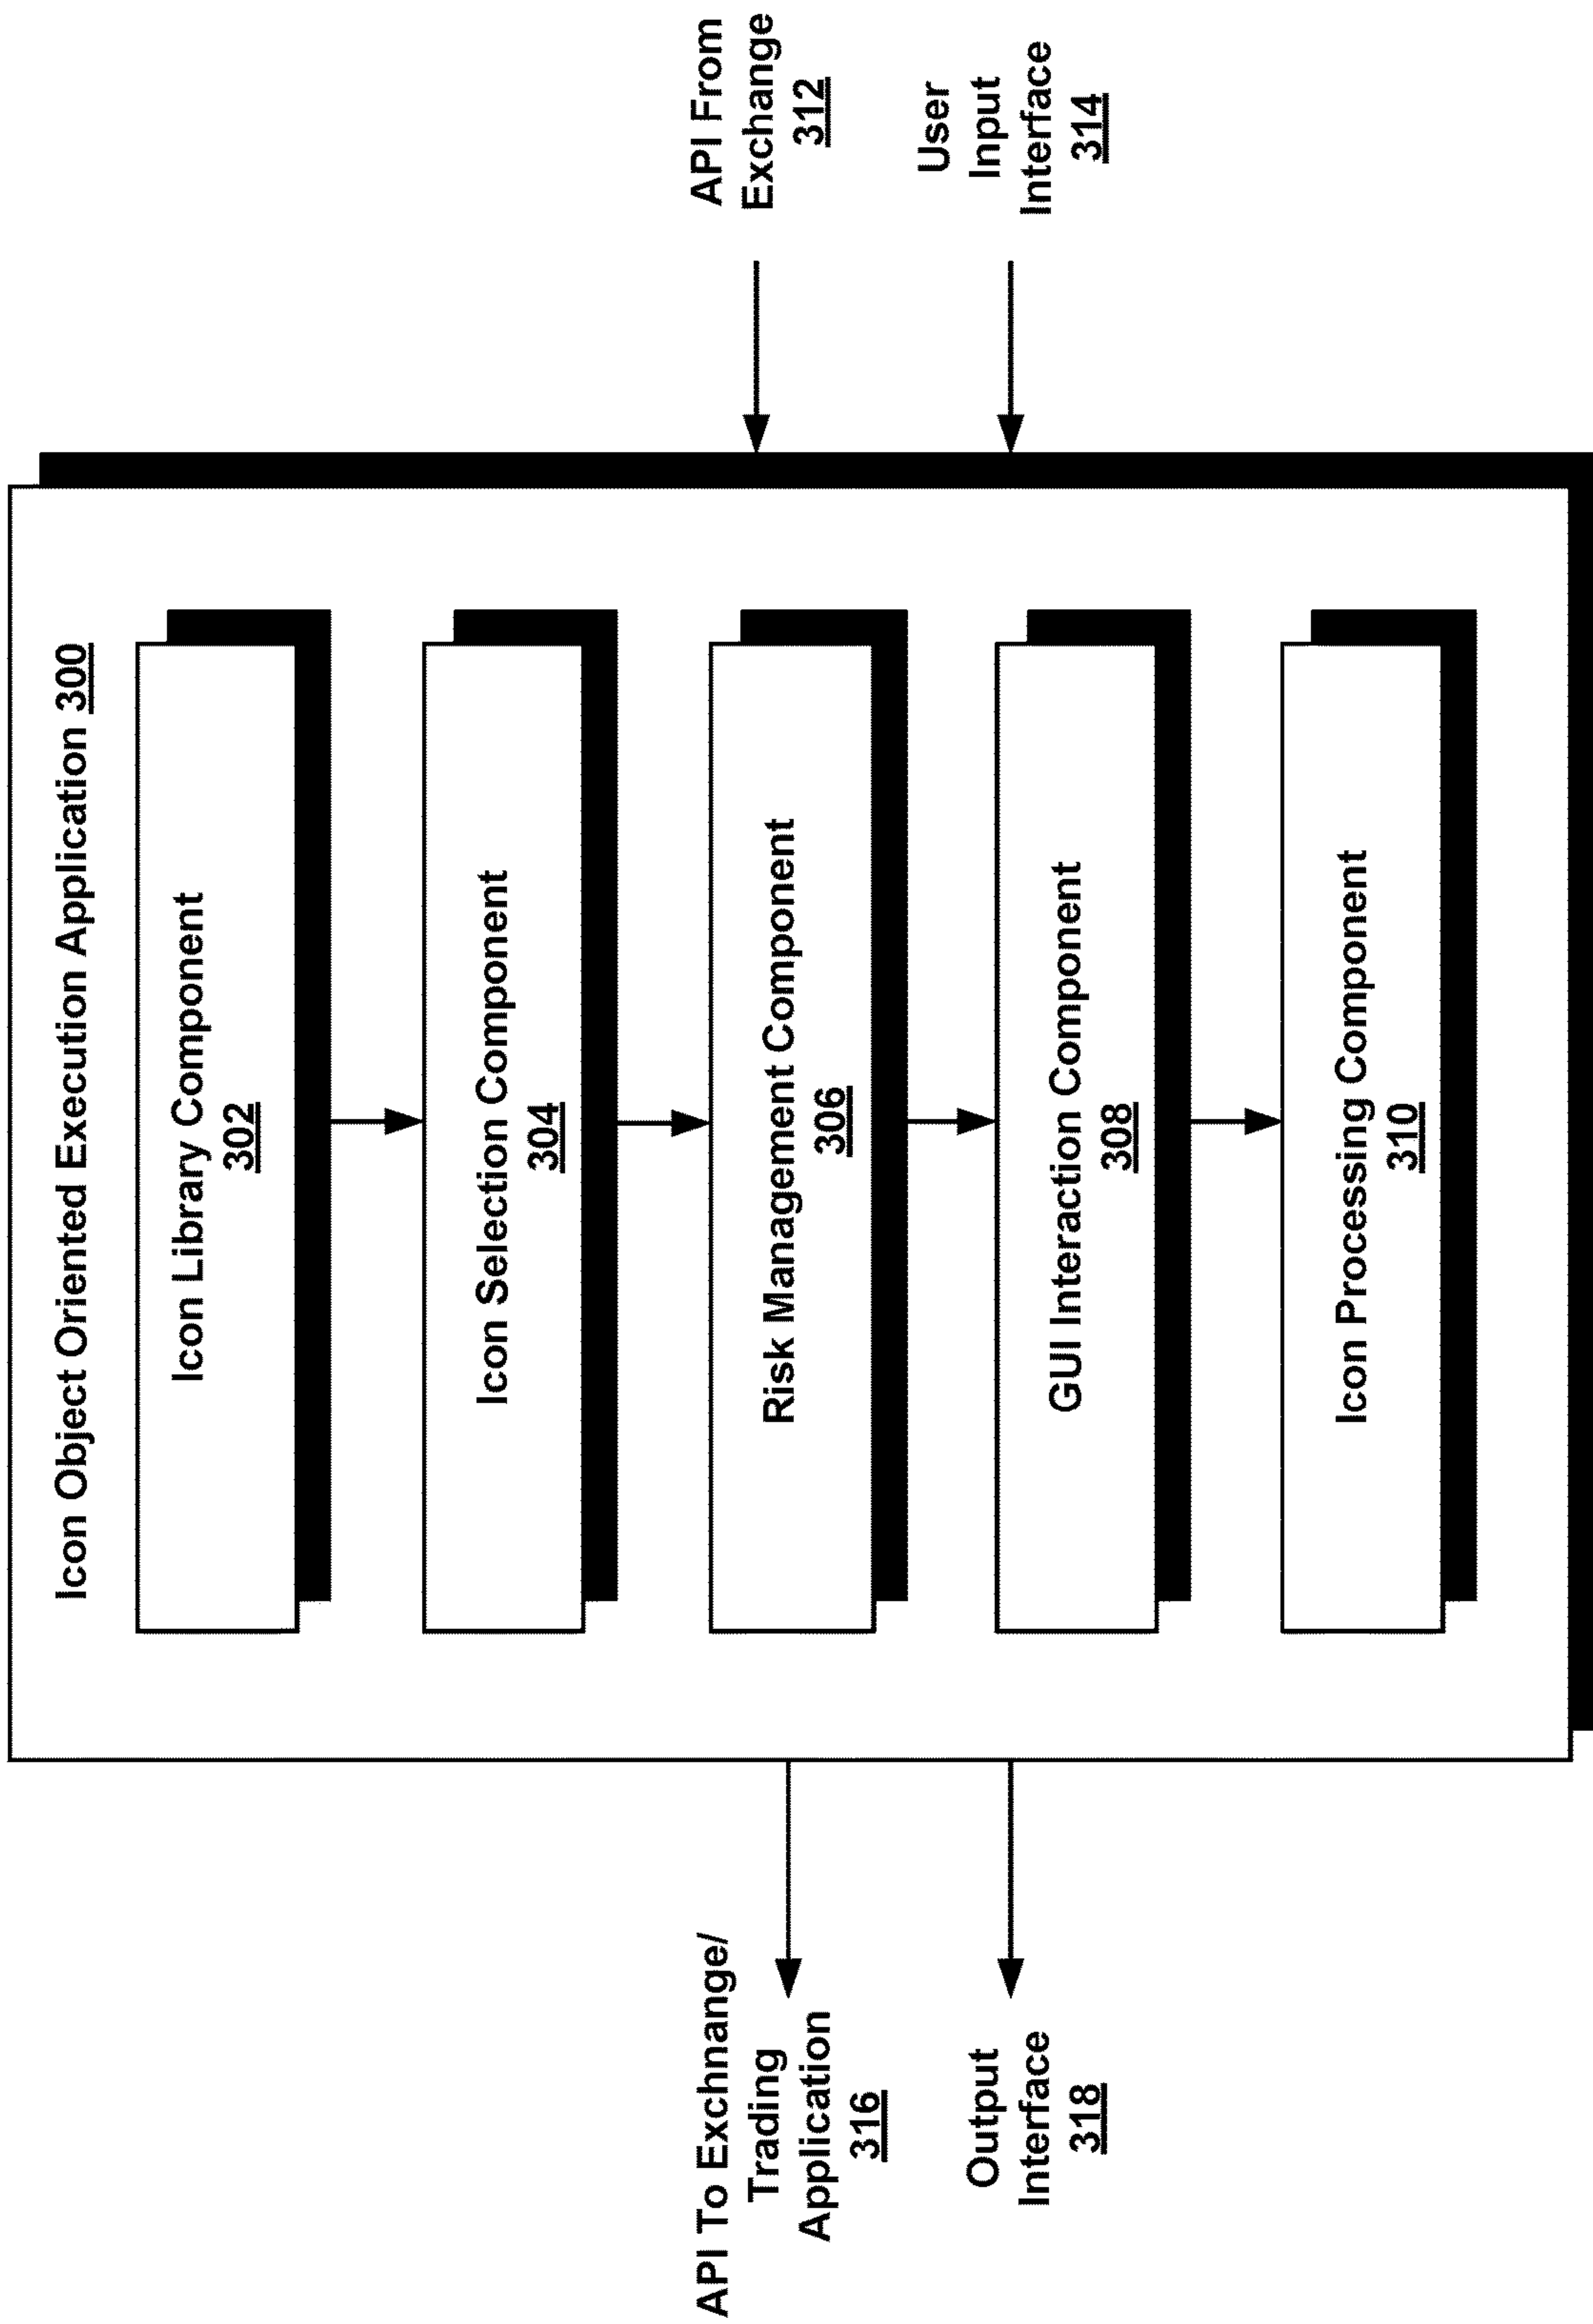 Icon Object Oriented Execution Application 300
Icon Library Component
302
Icon Selection Component
304
Risk Management Component
306
GUI Interaction Component
308
Icon Processing Component
310
API To Exchnange/
Trading
Application
316
Output
Interface
318
API From
Exchange
312
User
Input
Interface
314